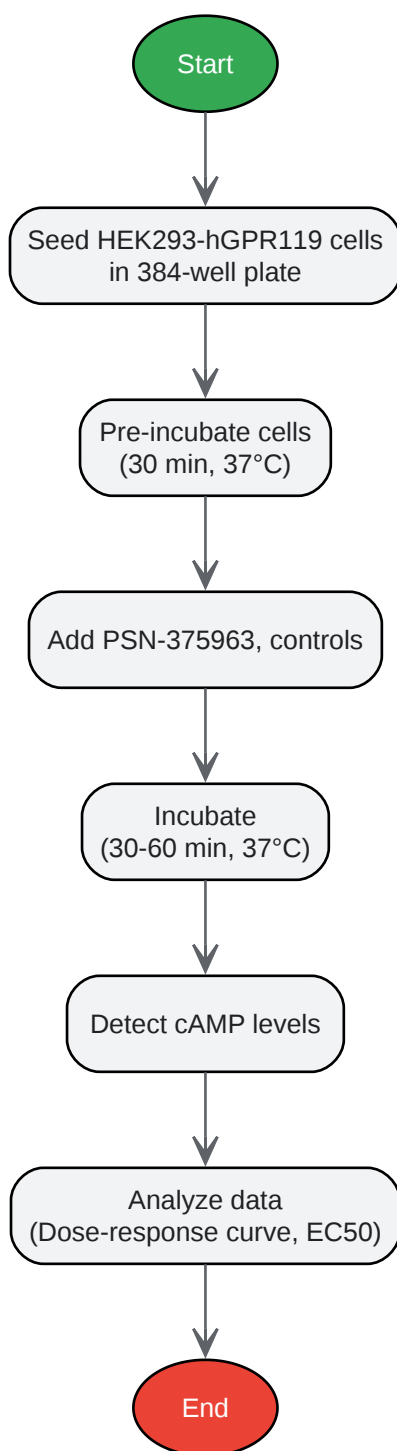 Start
Seed HEK293-hGPR119 cells
in 384-well plate
Pre-incubate cells
(30 min, 37°C)
Add PSN-375963, controls
Incubate
(30-60 min, 37°C)
Detect cAMP levels
Analyze data
(Dose-response curve, EC50)
End